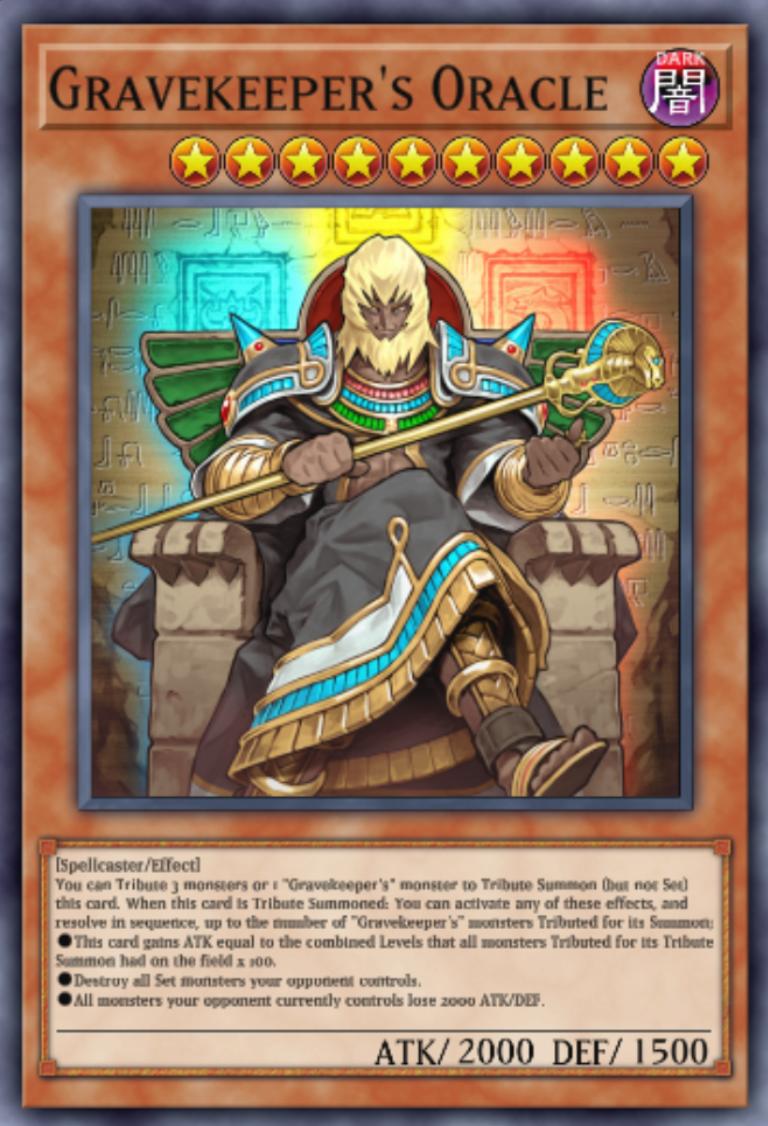 GRAVEKEEPER'S ORACLE
DARK
闇
[Spellcaster/Effect]
You can Tribute 3 monsters or 1 "Gravekeeper's" monster to Tribute Summon (but not Set)
this card. When this card is Tribute Summoned: You can activate any of these effects, and
resolve in sequence, up to the number of "Gravekeeper's" monsters Tributed for its Summon;
●This card gains ATK equal to the combined Levels that all monsters Tributed for its Tribute
Summon had on the field x 100.
●Destroy all Set monsters your opponent controls.
●All monsters your opponent currently controls lose 2000 ATK/DEF.
ATK/ 2000 DEF/ 1500